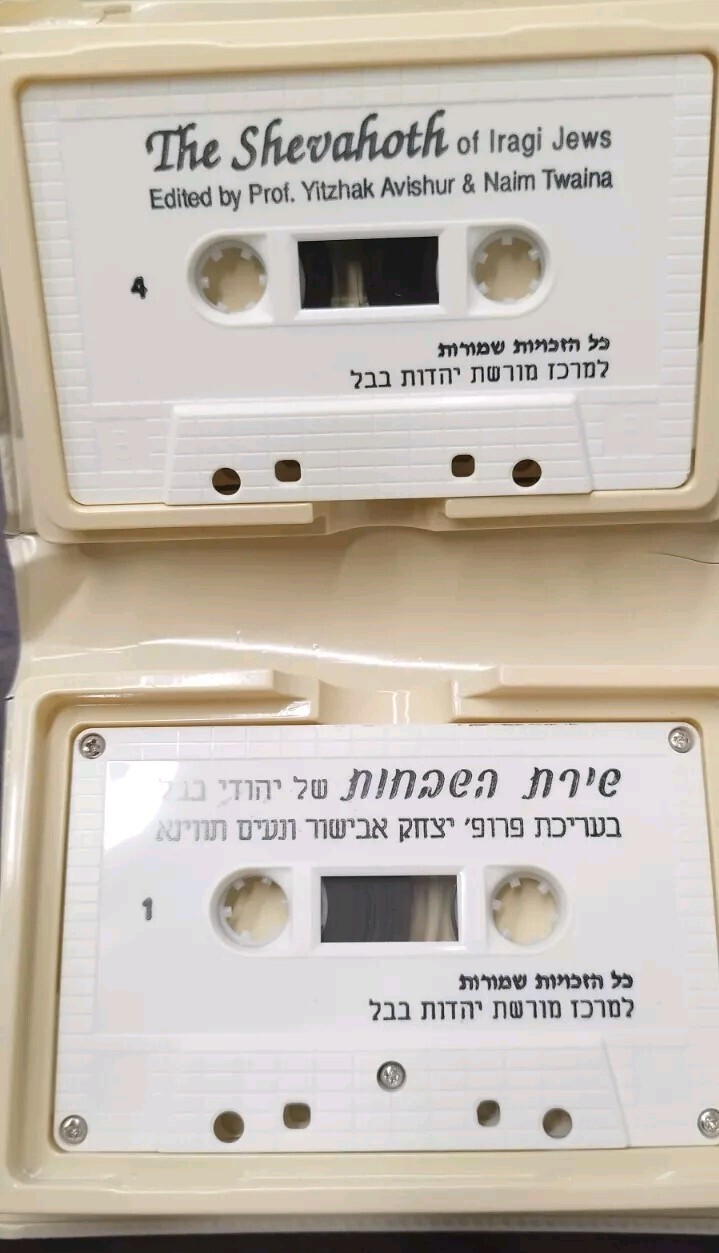 The Shevahoth of Iragi Jews
Edited by Prof. Yitzhak Avishur & Naim Twaina
4
כל הזכויות שמורות
למרכז מורשת יהדות בבל
שירת השבחות של יהודי בבל
בעריכת פרופ׳ יצחק אבישור ונעים תווינא
1
כל הזכויות שמורות
למרכז מורשת יהדות בבל